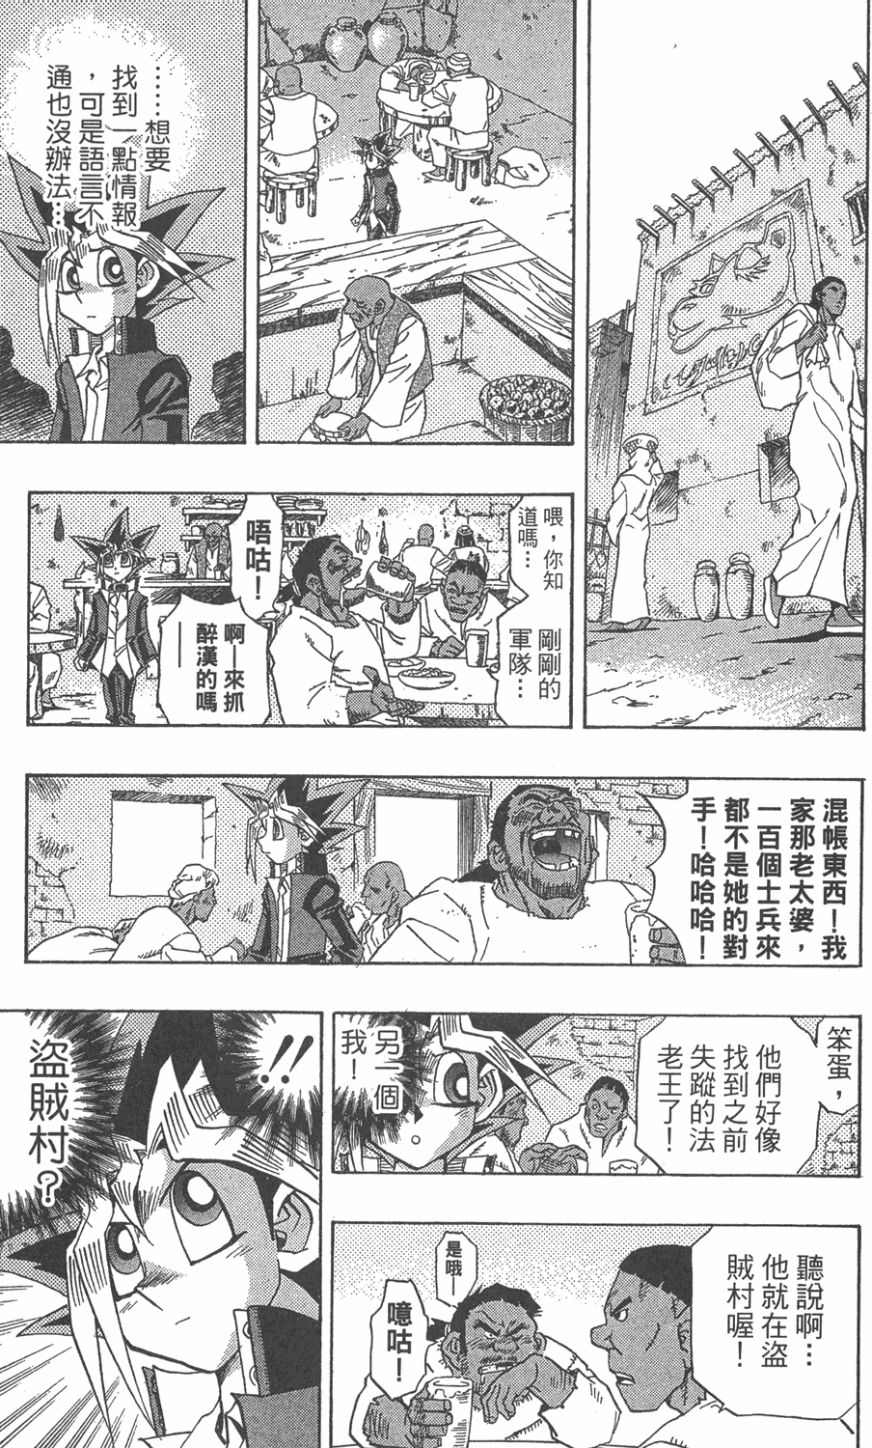 ……想要
找到一點情報
，可是語言不
通也沒辦法…
喂，你知
道嗎…
剛剛的
軍隊…
唔咕！
啊─來抓
醉漢的嗎
─
混帳東西！我
家那老太婆，
一百個士兵來
都不是她的對
手！哈哈哈！
笨蛋，
他們好像
找到之前
失蹤的法
老王了！
另一個
我！
聽說啊…
他就在盜
賊村喔！
是哦─
噫咕！
!!
盜賊村？